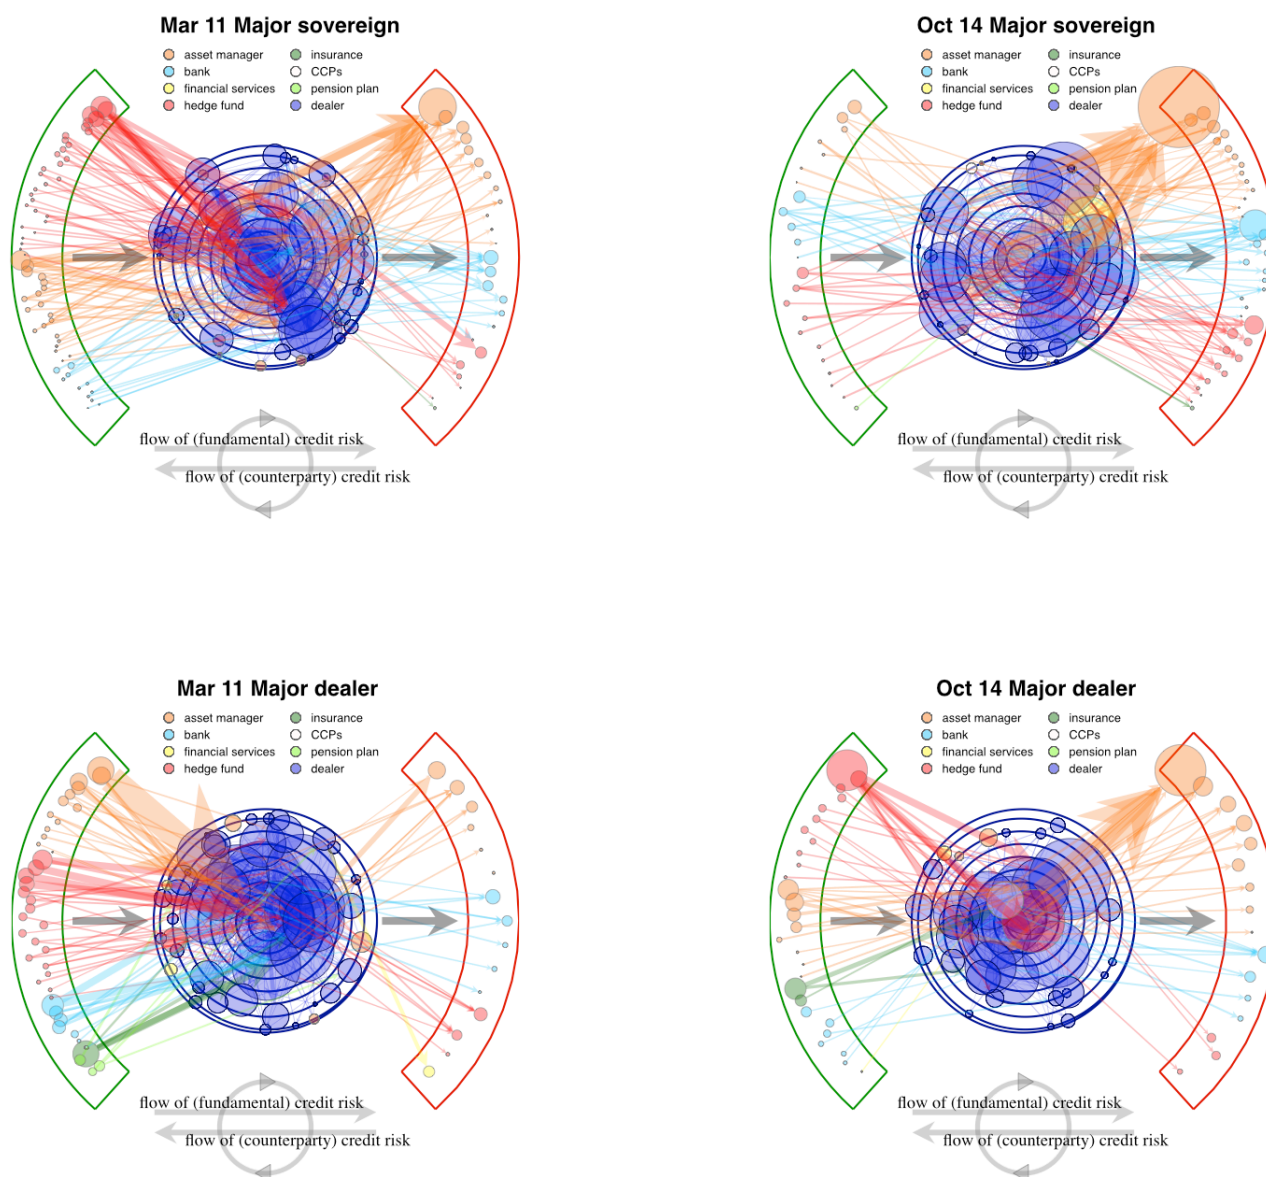 Mar 11 Major sovereign
asset manager insurance
bank CCPs
financial services pension plan
hedge fund dealer
flow of (fundamental) credit risk
flow of (counterparty) credit risk
Oct 14 Major sovereign
asset manager insurance
bank CCPs
financial services pension plan
hedge fund dealer
flow of (fundamental) credit risk
flow of (counterparty) credit risk
Mar 11 Major dealer
asset manager insurance
bank CCPs
financial services pension plan
hedge fund dealer
flow of (fundamental) credit risk
flow of (counterparty) credit risk
Oct 14 Major dealer
asset manager insurance
bank CCPs
financial services pension plan
hedge fund dealer
flow of (fundamental) credit risk
flow of (counterparty) credit risk